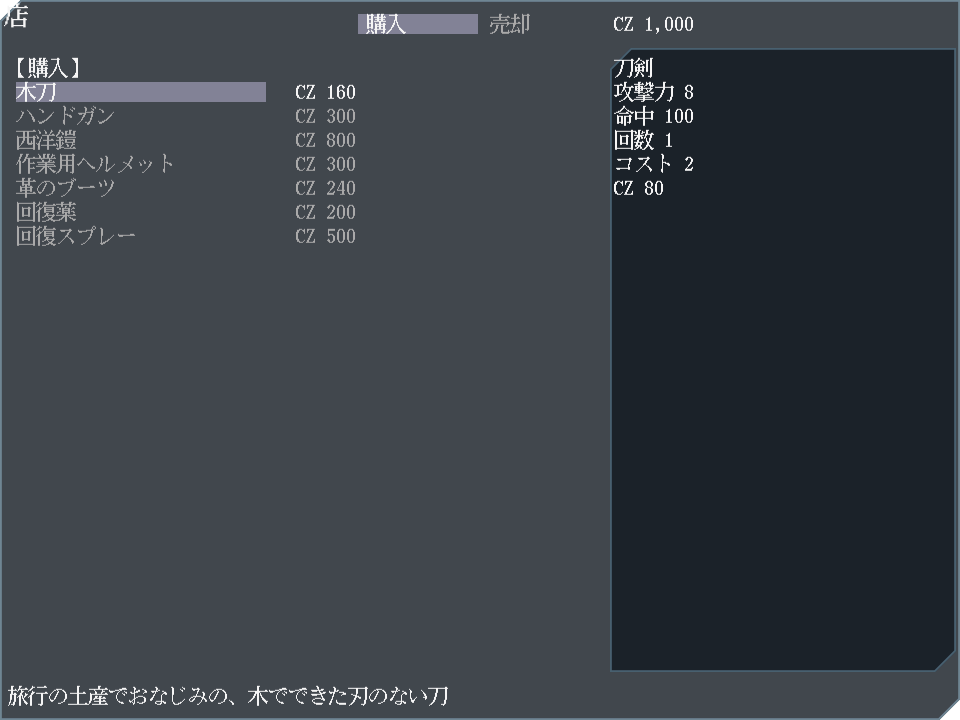 店
購入 売却 CZ 1,000
【購入】
木刀 CZ 160
ハンドガン CZ 300
西洋鎧 CZ 800
作業用ヘルメット CZ 300
革のブーツ CZ 240
回復薬 CZ 200
回復スプレー CZ 500
刀剣
攻撃力 8
命中 100
回数 1
コスト 2
CZ 80
旅行の土産でおなじみの、木でできた刃のない刀